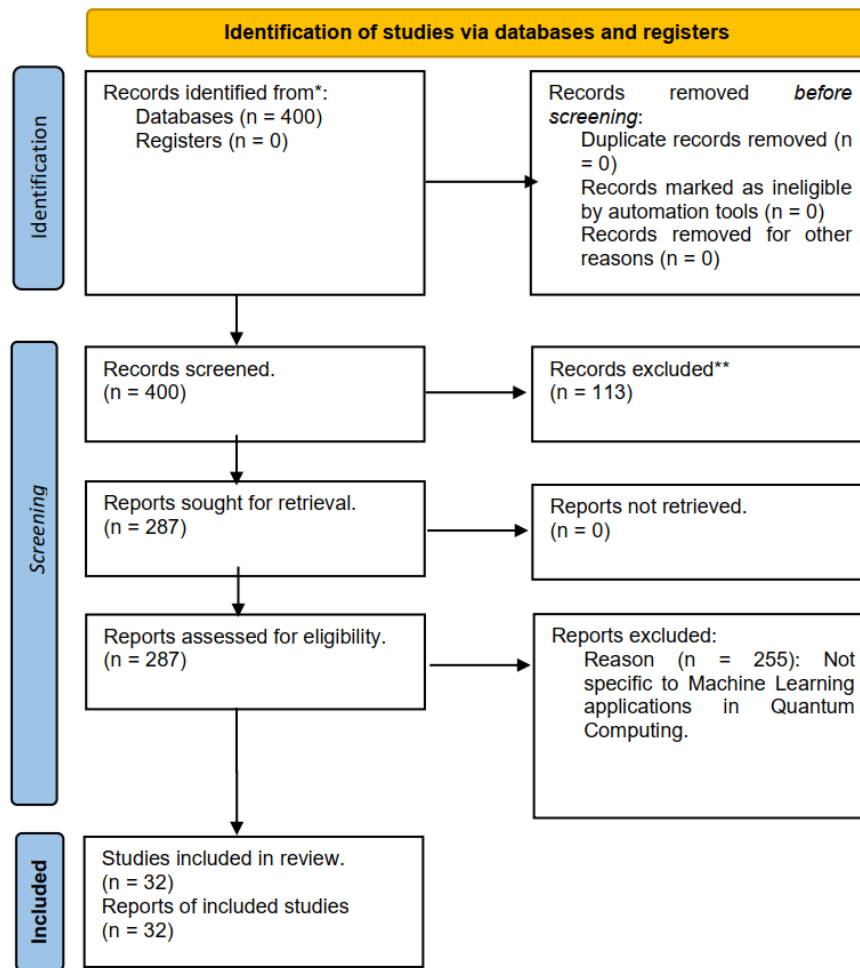 Identification of studies via databases and registers
Identification
Records identified from*:
Databases (n = 400)
Registers (n = 0)
Records removed before
screening:
Duplicate records removed (n
= 0)
Records marked as ineligible
by automation tools (n = 0)
Records removed for other
reasons (n = 0)
Screening
Records screened.
(n = 400)
Records excluded**
(n = 113)
Reports sought for retrieval.
(n = 287)
Reports not retrieved.
(n = 0)
Reports assessed for eligibility.
(n = 287)
Reports excluded:
Reason (n = 255): Not
specific to Machine Learning
applications in Quantum
Computing.
Included
Studies included in review.
(n = 32)
Reports of included studies
(n = 32)